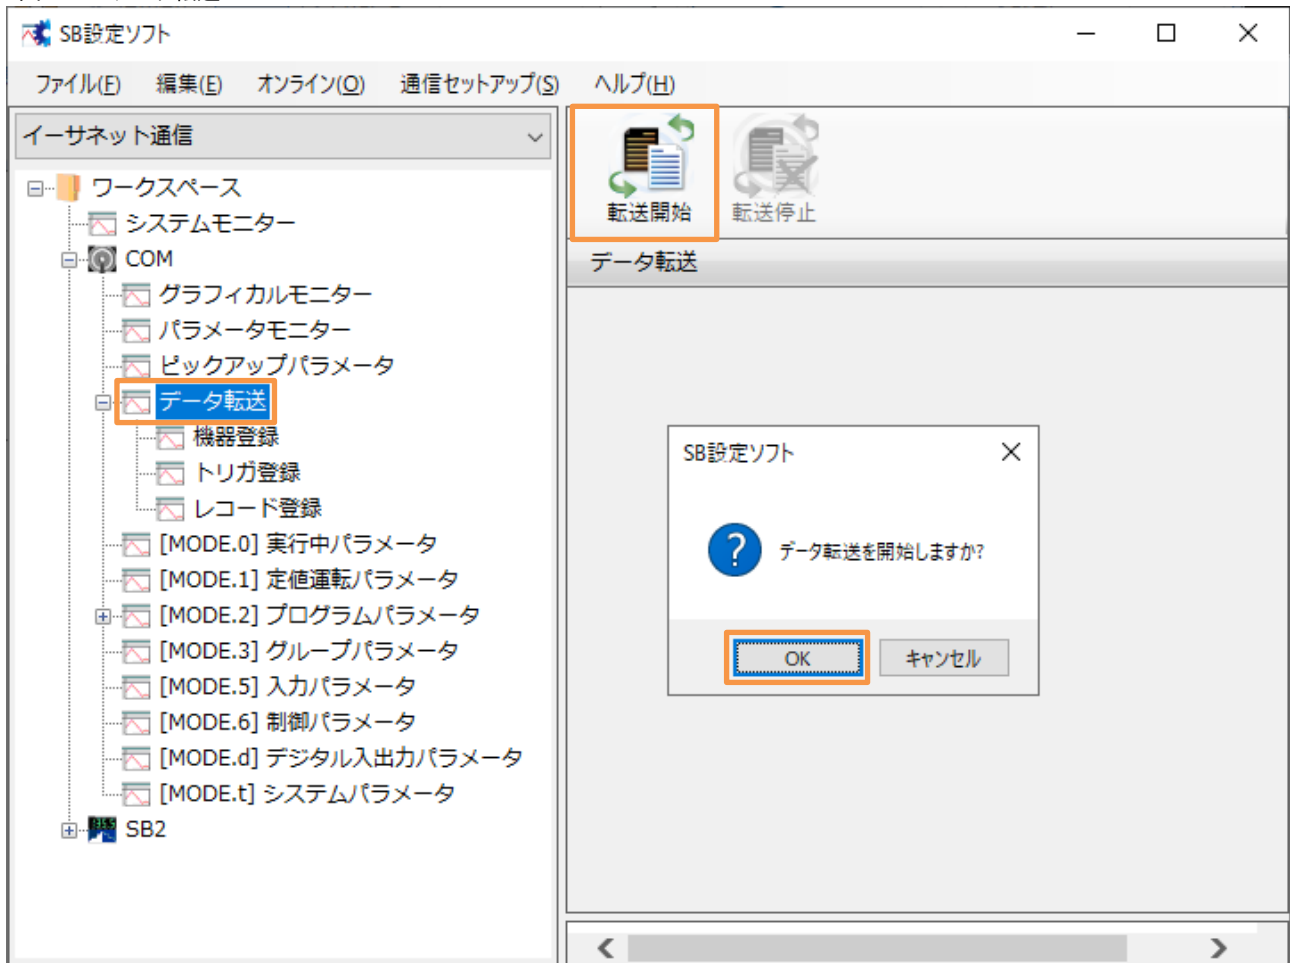 SB設定ソフト
ファイル(F) 編集(E) オンライン(O) 通信セットアップ(S) ヘルプ(H)
イーサネット通信
ワークスペース
システムモニター
COM
グラフィカルモニター
パラメータモニター
ピックアップパラメータ
データ転送
機器登録
トリガ登録
レコード登録
[MODE.0] 実行中パラメータ
[MODE.1] 定値運転パラメータ
[MODE.2] プログラムパラメータ
[MODE.3] グループパラメータ
[MODE.5] 入力パラメータ
[MODE.6] 制御パラメータ
[MODE.d] デジタル入出力パラメータ
[MODE.t] システムパラメータ
SB2
転送開始 転送停止
データ転送
SB設定ソフト
データ転送を開始しますか?
OK キャンセル